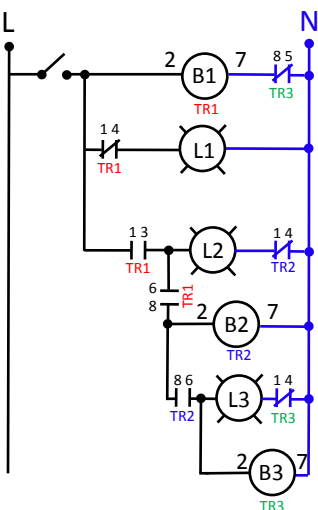 L N
2 B1 7 8 5
TR1 TR3
1 4 L1
TR1
1 3 L2 1 4
TR1 TR2
6 TR1
8 2 B2 7
TR2
8 6 L3 1 4
TR2 TR3
2 B3 7
TR3